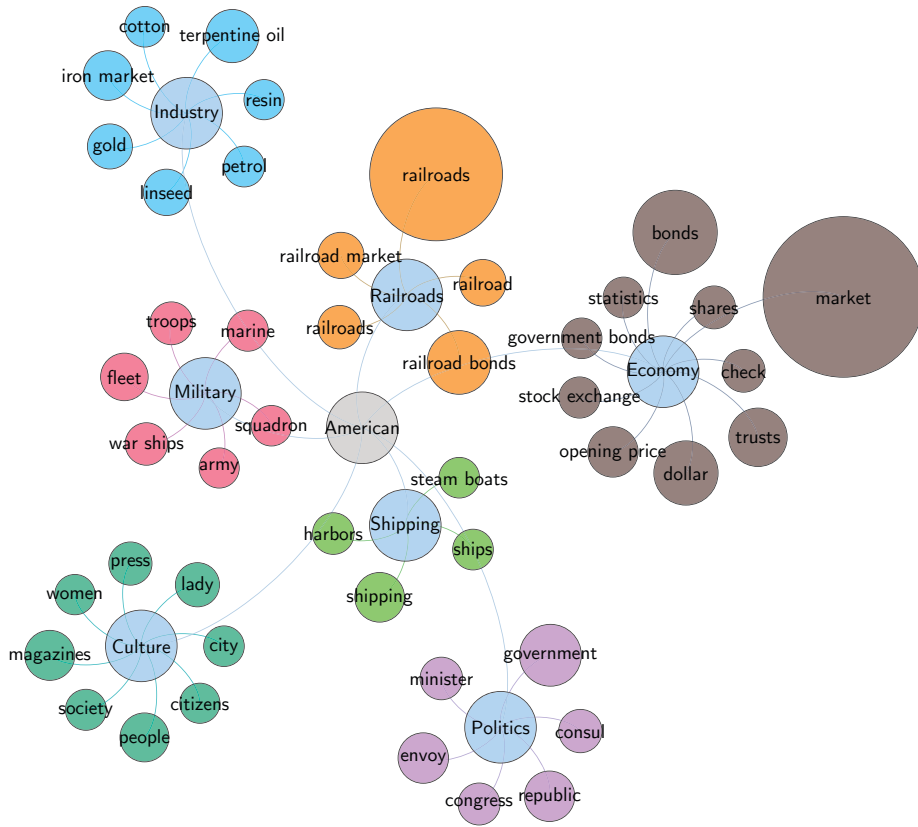 cotton
terpentine oil
iron market
Industry
resin
gold
petrol
linseed
railroads
railroad market
Railroads
railroad
railroads
railroad bonds
bonds
market
statistics
shares
government bonds
Economy
check
stock exchange
trusts
opening price
dollar
troops
marine
fleet
Military
squadron
war ships
army
American
steam boats
harbors
Shipping
ships
shipping
press
women
lady
magazines
Culture
city
society
citizens
people
government
minister
Politics
consul
envoy
congress
republic